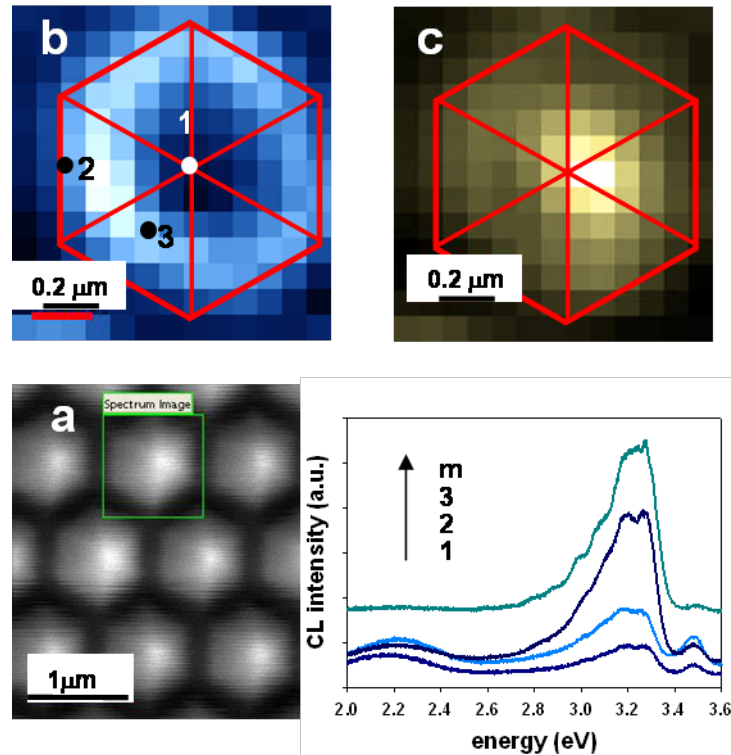 b
1
2
3
0.2 μm
c
0.2 μm
a
Spectrum Image
1μm
CL intensity (a.u.)
m
3
2
1
2.0 2.2 2.4 2.6 2.8 3.0 3.2 3.4 3.6
energy (eV)